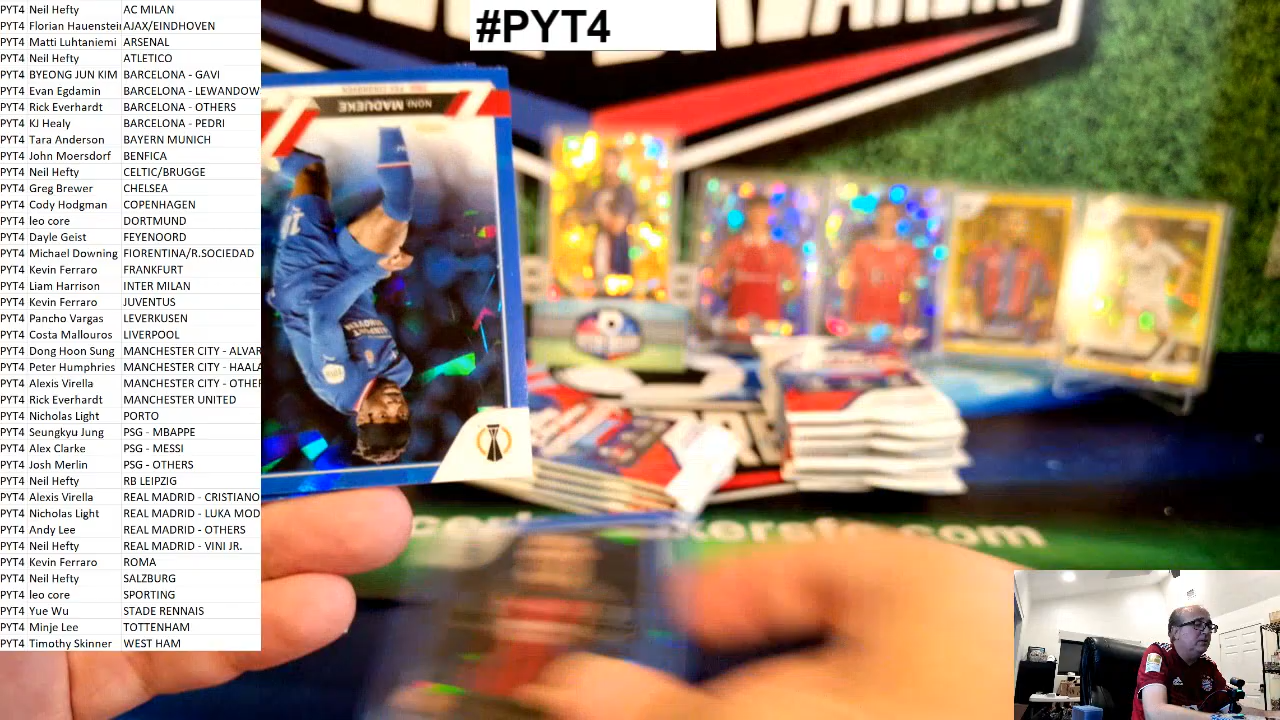 #PYT4
PYT4 Neil Hefty AC MILAN
PYT4 Florian Hauenstein AJAX/EINDHOVEN
PYT4 Matti Luhtaniemi ARSENAL
PYT4 Neil Hefty ATLETICO
PYT4 BYEONG JUN KIM BARCELONA - GAVI
PYT4 Evan Egdamin BARCELONA - LEWANDOW
PYT4 Rick Everhardt BARCELONA - OTHERS
PYT4 KJ Healy BARCELONA - PEDRI
PYT4 Tara Anderson BAYERN MUNICH
PYT4 John Moersdorf BENFICA
PYT4 Neil Hefty CELTIC/BRUGGE
PYT4 Greg Brewer CHELSEA
PYT4 Cody Hodgman COPENHAGEN
PYT4 leo core DORTMUND
PYT4 Dayle Geist FEYENOORD
PYT4 Michael Downing FIORENTINA/R.SOCIEDAD
PYT4 Kevin Ferraro FRANKFURT
PYT4 Liam Harrison INTER MILAN
PYT4 Kevin Ferraro JUVENTUS
PYT4 Pancho Vargas LEVERKUSEN
PYT4 Costa Mallouros LIVERPOOL
PYT4 Dong Hoon Sung MANCHESTER CITY - ALVAR
PYT4 Peter Humphries MANCHESTER CITY - HAALA
PYT4 Alexis Virella MANCHESTER CITY - OTHE
PYT4 Rick Everhardt MANCHESTER UNITED
PYT4 Nicholas Light PORTO
PYT4 Seungkyu Jung PSG - MBAPPE
PYT4 Alex Clarke PSG - MESSI
PYT4 Josh Merlin PSG - OTHERS
PYT4 Neil Hefty RB LEIPZIG
PYT4 Alexis Virella REAL MADRID - CRISTIANO
PYT4 Nicholas Light REAL MADRID - LUKA MOD
PYT4 Andy Lee REAL MADRID - OTHERS
PYT4 Neil Hefty REAL MADRID - VINI JR.
PYT4 Kevin Ferraro ROMA
PYT4 Neil Hefty SALZBURG
PYT4 leo core SPORTING
PYT4 Yue Wu STADE RENNAIS
PYT4 Minje Lee TOTTENHAM
PYT4 Timothy Skinner WEST HAM
NONI MADUEKE